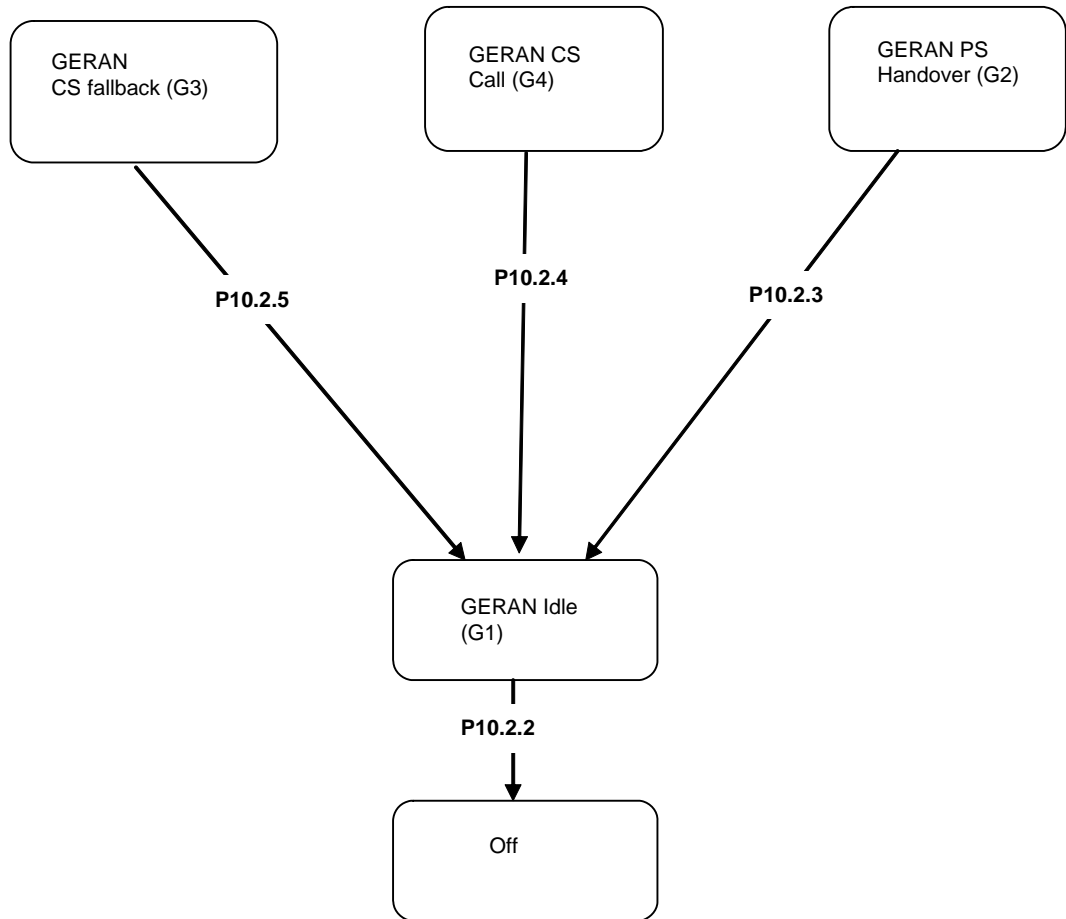 GERAN
CS fallback (G3)
GERAN CS
Call (G4)
GERAN PS
Handover (G2)
P10.2.5
P10.2.4
P10.2.3
GERAN Idle
(G1)
P10.2.2
Off